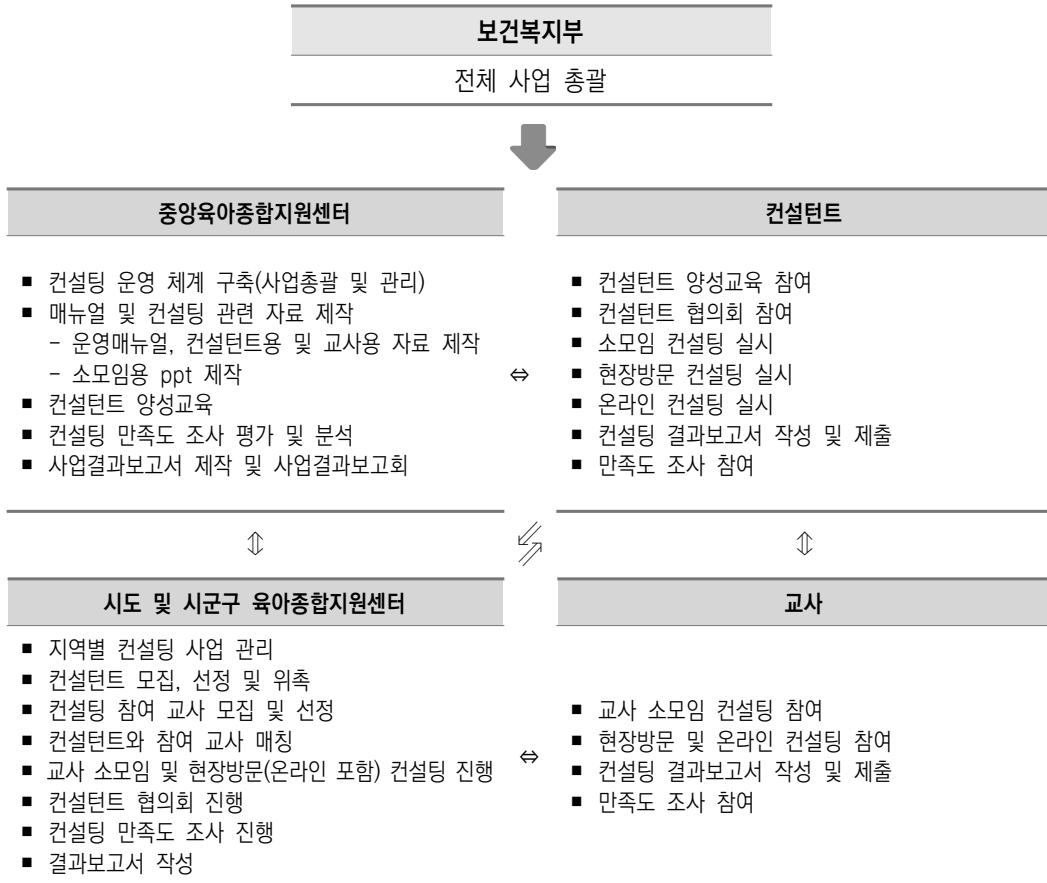 보건복지부
전체 사업 총괄
중앙육아종합지원센터
■ 컨설팅 운영 체계 구축(사업총괄 및 관리)
■ 매뉴얼 및 컨설팅 관련 자료 제작
- 운영매뉴얼, 컨설턴트용 및 교사용 자료 제작
- 소모임용 ppt 제작
■ 컨설턴트 양성교육
■ 컨설팅 만족도 조사 평가 및 분석
■ 사업결과보고서 제작 및 사업결과보고회
⇔
컨설턴트
■ 컨설턴트 양성교육 참여
■ 컨설턴트 협의회 참여
■ 소모임 컨설팅 실시
■ 현장방문 컨설팅 실시
■ 온라인 컨설팅 실시
■ 컨설팅 결과보고서 작성 및 제출
■ 만족도 조사 참여
시도 및 시군구 육아종합지원센터
■ 지역별 컨설팅 사업 관리
■ 컨설턴트 모집, 선정 및 위촉
■ 컨설팅 참여 교사 모집 및 선정
■ 컨설턴트와 참여 교사 매칭
■ 교사 소모임 및 현장방문(온라인 포함) 컨설팅 진행
■ 컨설턴트 협의회 진행
■ 컨설팅 만족도 조사 진행
■ 결과보고서 작성
⇔
교사
■ 교사 소모임 컨설팅 참여
■ 현장방문 및 온라인 컨설팅 참여
■ 컨설팅 결과보고서 작성 및 제출
■ 만족도 조사 참여